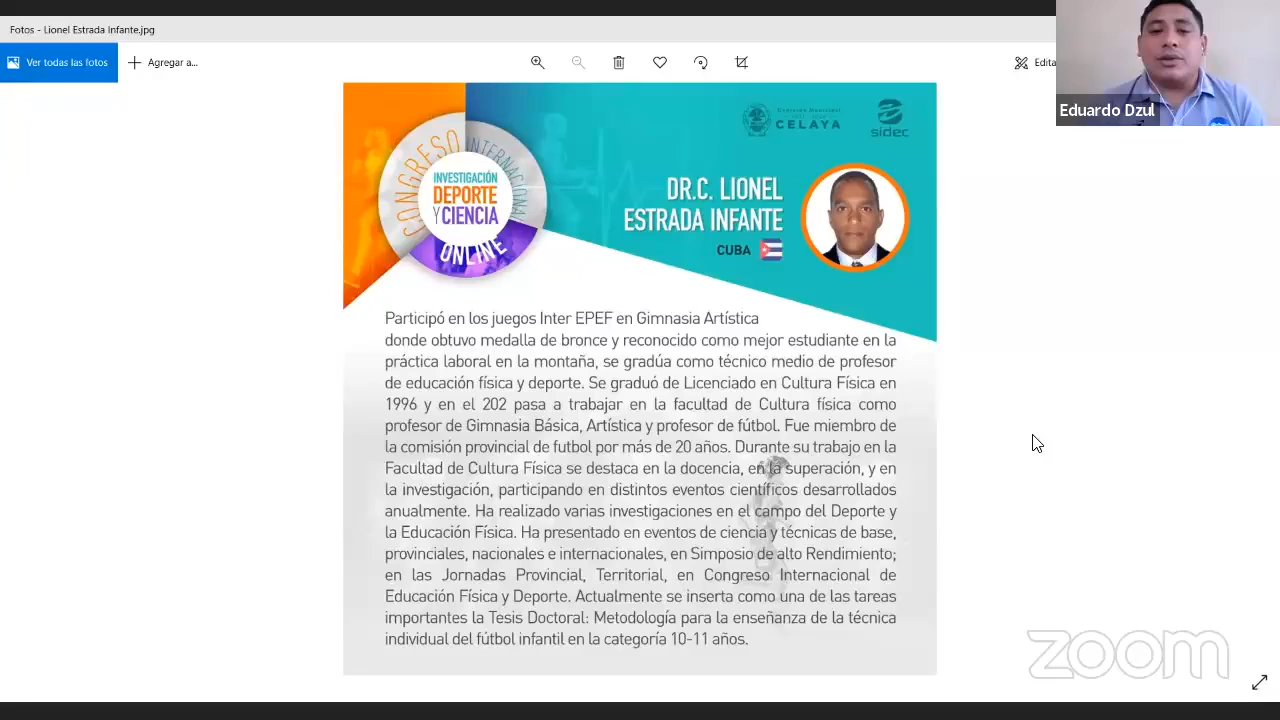 Fotos - Lionel Estrada Infante.jpg
Ver todas las fotos
Agregar a...
Edita
Eduardo Dzul
CONGRESO
INTERNACIONAL
INVESTIGACIÓN
DEPORTE
Y CIENCIA
ONLINE
CELAYA
sidec
DR.C. LIONEL
ESTRADA INFANTE
CUBA
Participó en los juegos Inter EPEF en Gimnasia Artística
donde obtuvo medalla de bronce y reconocido como mejor estudiante en la
práctica laboral en la montaña, se gradúa como técnico medio de profesor
de educación física y deporte. Se graduó de Licenciado en Cultura Física en
1996 y en el 202 pasa a trabajar en la facultad de Cultura física como
profesor de Gimnasia Básica, Artística y profesor de fútbol. Fue miembro de
la comisión provincial de futbol por más de 20 años. Durante su trabajo en la
Facultad de Cultura Física se destaca en la docencia, en la superación, y en
la investigación, participando en distintos eventos científicos desarrollados
anualmente. Ha realizado varias investigaciones en el campo del Deporte y
la Educación Física. Ha presentado en eventos de ciencia y técnicas de base,
provinciales, nacionales e internacionales, en Simposio de alto Rendimiento;
en las Jornadas Provincial, Territorial, en Congreso Internacional de
Educación Física y Deporte. Actualmente se inserta como una de las tareas
importantes la Tesis Doctoral: Metodología para la enseñanza de la técnica
individual del fútbol infantil en la categoría 10-11 años.
zoom